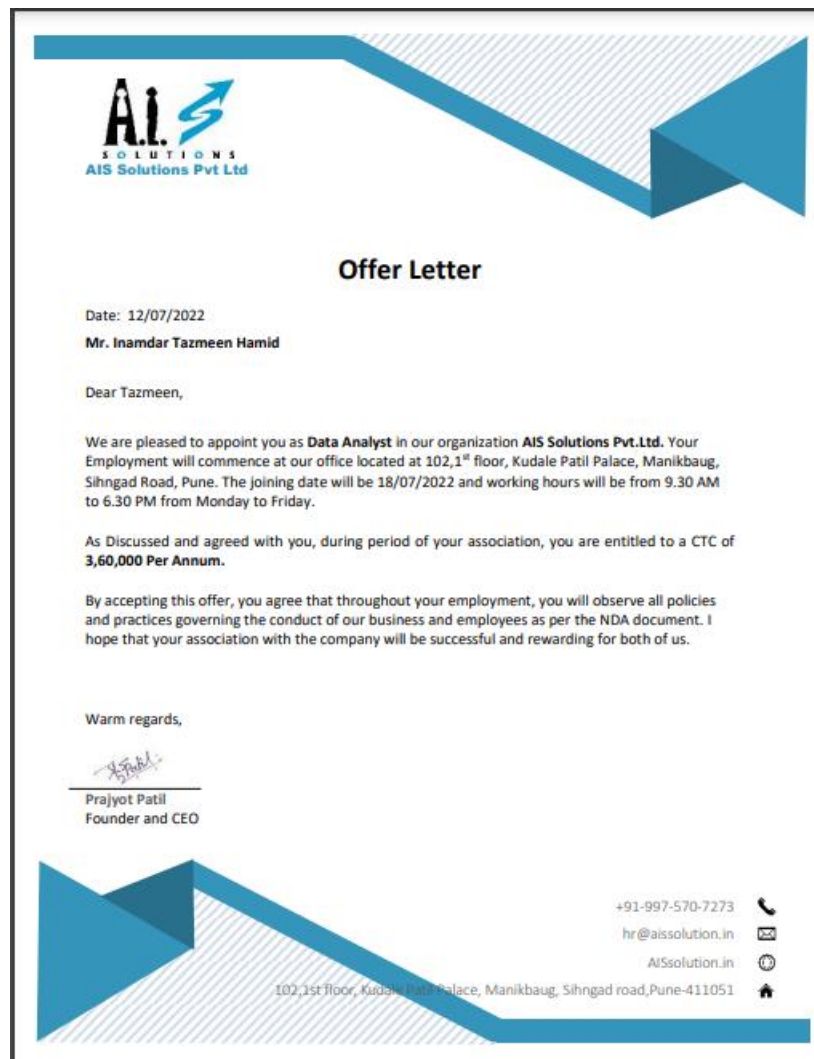 A.I.S
SOLUTIONS
AIS Solutions Pvt Ltd
Offer Letter
Date: 12/07/2022
Mr. Inamdar Tazmeen Hamid
Dear Tazmeen,
We are pleased to appoint you as Data Analyst in our organization AIS Solutions Pvt.Ltd. Your
Employment will commence at our office located at 102,1st floor, Kudale Patil Palace, Manikbaug,
Sihngad Road, Pune. The joining date will be 18/07/2022 and working hours will be from 9.30 AM
to 6.30 PM from Monday to Friday.
As Discussed and agreed with you, during period of your association, you are entitled to a CTC of
3,60,000 Per Annum.
By accepting this offer, you agree that throughout your employment, you will observe all policies
and practices governing the conduct of our business and employees as per the NDA document. I
hope that your association with the company will be successful and rewarding for both of us.
Warm regards,
Prajyot Patil
Founder and CEO
+91-997-570-7273
hr@aissolution.in
AISsolution.in
102,1st floor, Kudale Patil Palace, Manikbaug, Sihngad road,Pune-411051